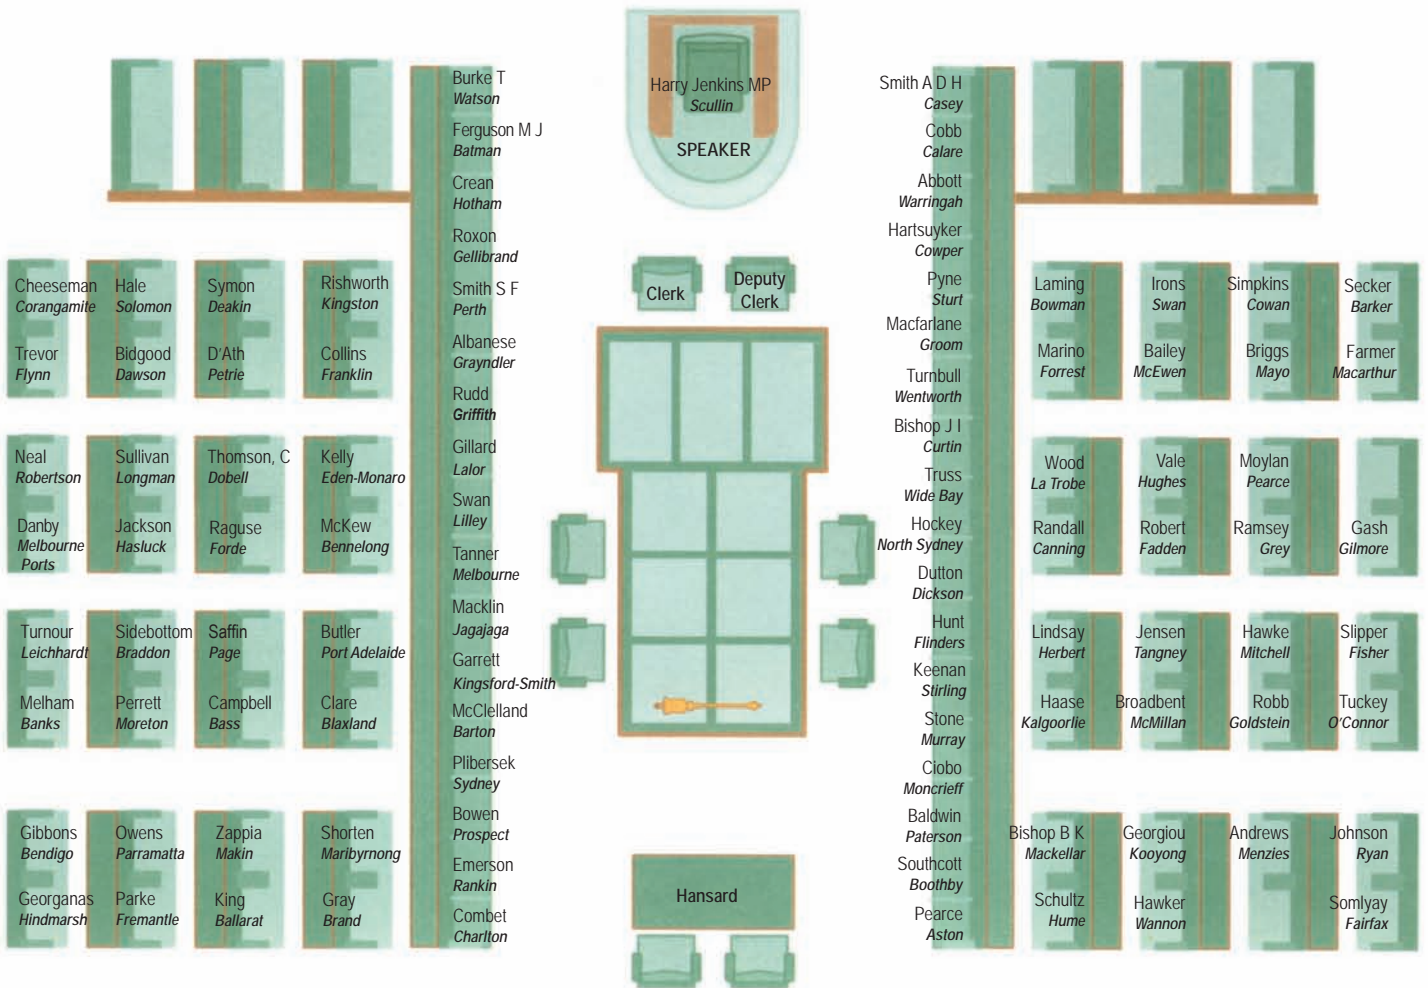 Harry Jenkins MP
Scullin
SPEAKER
Clerk
Deputy
Clerk
Hansard
Burke T
Watson
Ferguson M J
Batman
Crean
Hotham
Roxon
Gellibrand
Smith S F
Perth
Albanese
Grayndler
Rudd
Griffith
Gillard
Lalor
Swan
Lilley
Tanner
Melbourne
Macklin
Jagajaga
Garrett
Kingsford-Smith
McClelland
Barton
Plibersek
Sydney
Bowen
Prospect
Emerson
Rankin
Combet
Charlton
Cheeseman
Corangamite
Hale
Solomon
Symon
Deakin
Rishworth
Kingston
Trevor
Flynn
Bidgood
Dawson
D'Ath
Petrie
Collins
Franklin
Neal
Robertson
Sullivan
Longman
Thomson, C
Dobell
Kelly
Eden-Monaro
Danby
Melbourne
Ports
Jackson
Hasluck
Raguse
Forde
McKew
Bennelong
Turnour
Leichhardt
Sidebottom
Braddon
Saffin
Page
Butler
Port Adelaide
Melham
Banks
Perrett
Moreton
Campbell
Bass
Clare
Blaxland
Gibbons
Bendigo
Owens
Parramatta
Zappia
Makin
Shorten
Maribyrnong
Georganas
Hindmarsh
Parke
Fremantle
King
Ballarat
Gray
Brand
Smith A D H
Casey
Cobb
Calare
Abbott
Warringah
Hartsuyker
Cowper
Pyne
Sturt
Macfarlane
Groom
Turnbull
Wentworth
Bishop J I
Curtin
Truss
Wide Bay
Hockey
North Sydney
Dutton
Dickson
Hunt
Flinders
Keenan
Stirling
Stone
Murray
Ciobo
Moncrieff
Baldwin
Paterson
Southcott
Boothby
Pearce
Aston
Laming
Bowman
Irons
Swan
Simpkins
Cowan
Secker
Barker
Marino
Forrest
Bailey
McEwen
Briggs
Mayo
Farmer
Macarthur
Wood
La Trobe
Vale
Hughes
Moylan
Pearce
Randall
Canning
Robert
Fadden
Ramsey
Grey
Gash
Gilmore
Lindsay
Herbert
Jensen
Tangney
Hawke
Mitchell
Slipper
Fisher
Haase
Kalgoorlie
Broadbent
McMillan
Robb
Goldstein
Tuckey
O'Connor
Bishop B K
Mackellar
Georgiou
Kooyong
Andrews
Menzies
Johnson
Ryan
Schultz
Hume
Hawker
Wannon
Somlyay
Fairfax